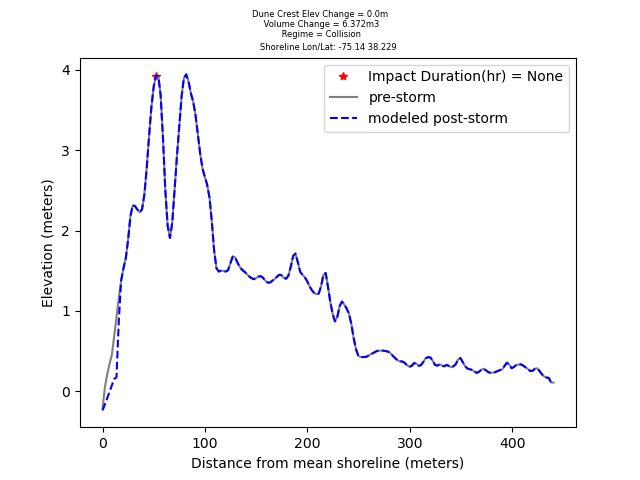 Dune Crest Elev Change = 0.0m
Volume Change = 6.372m3
Regime = Collision
Shoreline Lon/Lat: -75.14 38.229
Impact Duration(hr) = None
pre-storm
modeled post-storm
Elevation (meters)
4
3
2
1
0
0 100 200 300 400
Distance from mean shoreline (meters)